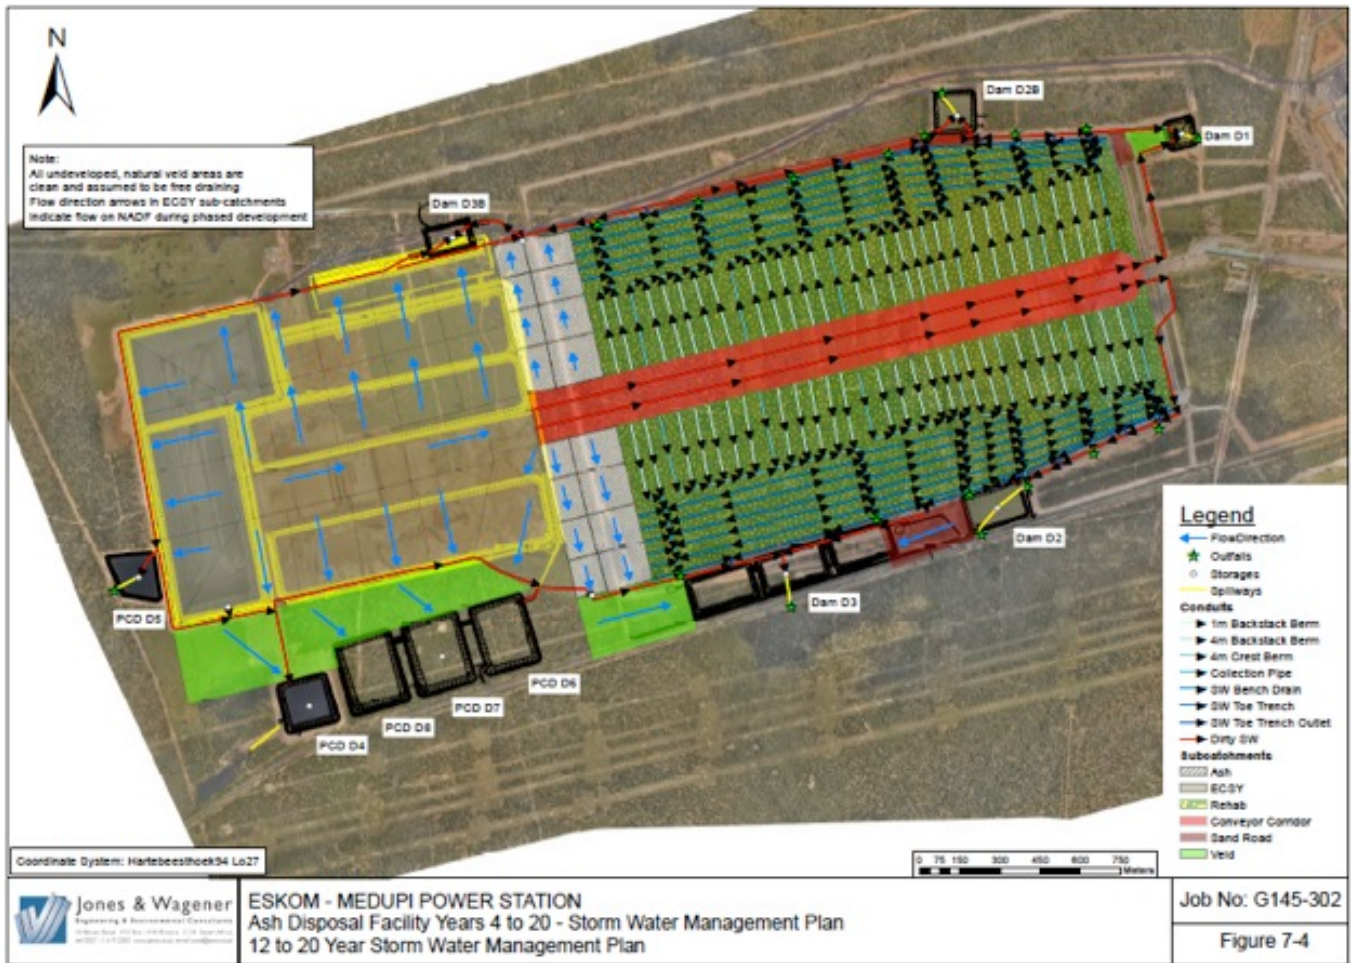 N
Note:
All undeveloped, natural veld areas are
clean and assumed to be free draining
Flow direction arrows in ECSY sub-catchments
indicate flow on NADF during phased development
Dam D2B
Dam D1
Dam D3B
Dam D2
Dam D3
PCD D5
PCD D6
PCD D7
PCD D8
PCD D4
Legend
FlowDirection
Outfalls
Storages
Spillways
Conduits
1m Backstack Berm
4m Backstack Berm
4m Crest Berm
Collection Pipe
SW Bench Drain
SW Toe Trench
SW Toe Trench Outlet
Dirty SW
Subcatchments
Ash
ECSY
Rehab
Conveyor Corridor
Sand Road
Veld
0 75 150 300 450 600 750
Meters
Coordinate System: Hartebeesthoek94 Lo27
Jones & Wagener
Engineering & Environmental Consultants
ESKOM - MEDUPI POWER STATION
Ash Disposal Facility Years 4 to 20 - Storm Water Management Plan
12 to 20 Year Storm Water Management Plan
Job No: G145-302
Figure 7-4